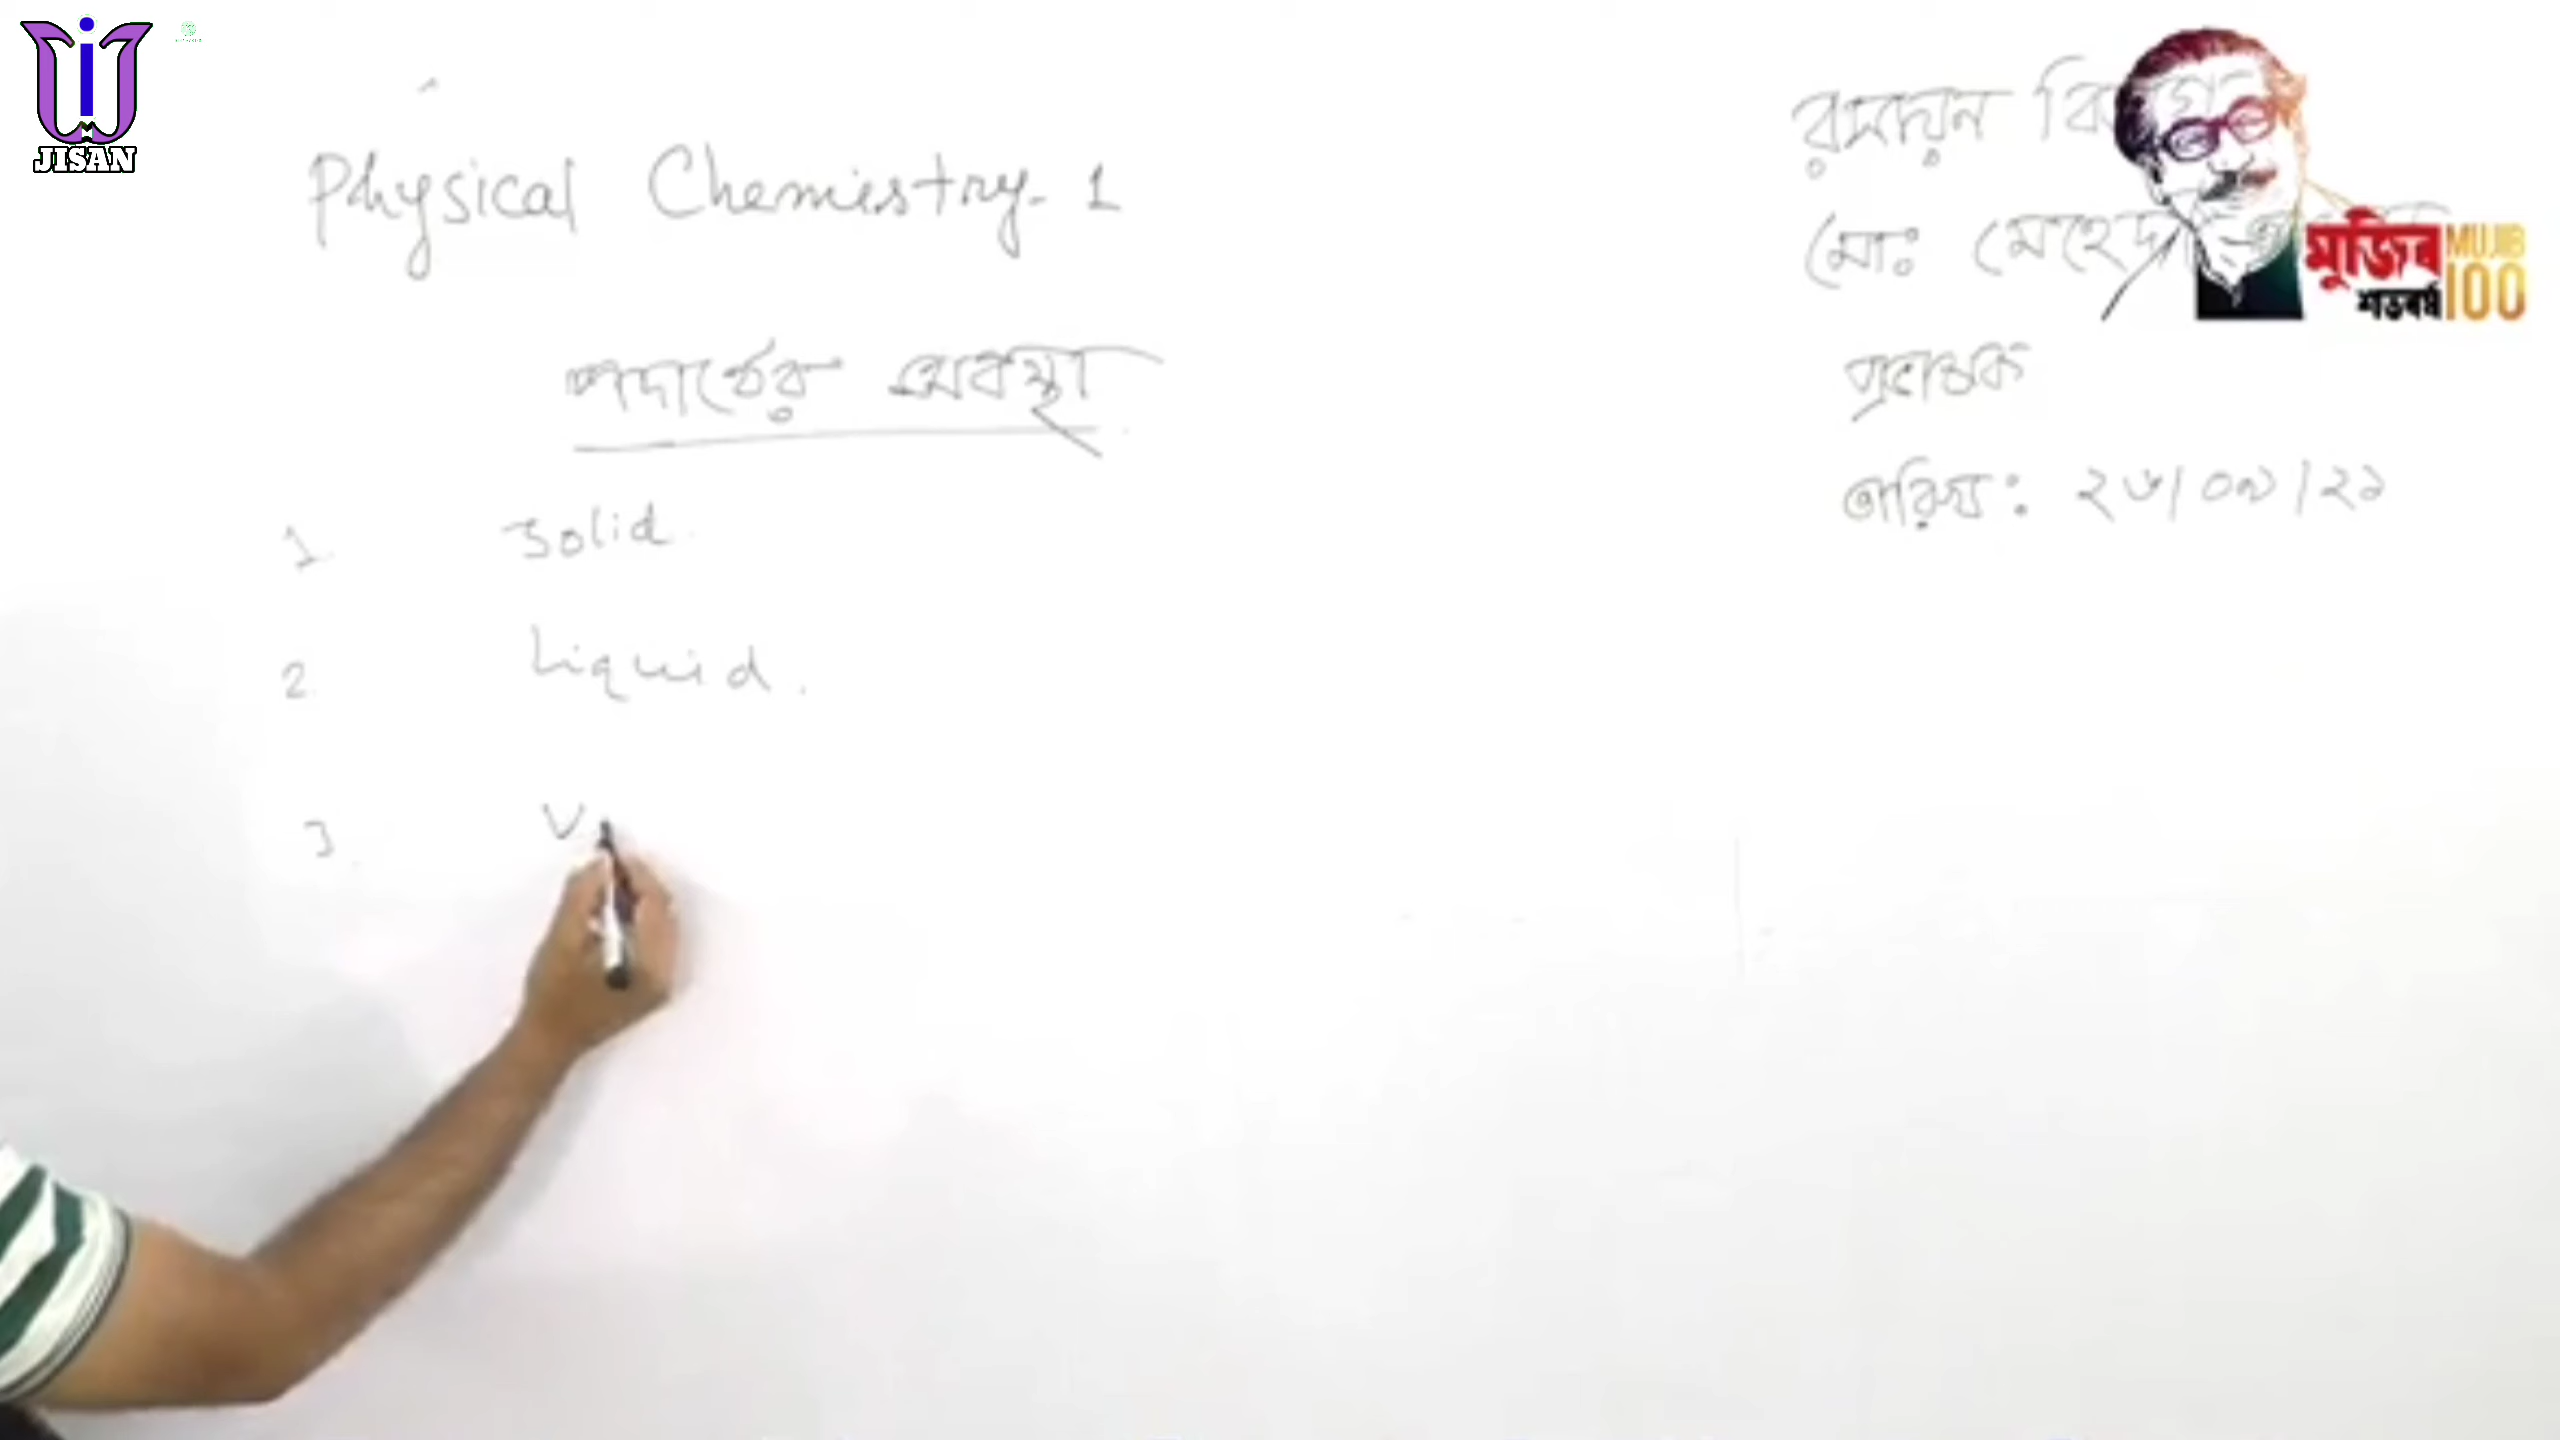 JISAN
Physical Chemistry-1
পদার্থের অবস্থা
1. Solid.
2. Liquid.
3. V
রসায়ন
মোঃ
প্রভাষক
তারিখ: ২৬/০৯/২১
মুজিব MUJIB
শতবর্ষ 100